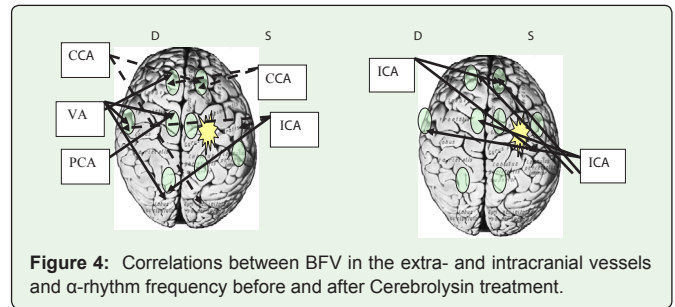 D S
CCA
CCA
VA
ICA
PCA
D S
ICA
ICA
Figure 4: Correlations between BFV in the extra- and intracranial vessels
and α-rhythm frequency before and after Cerebrolysin treatment.